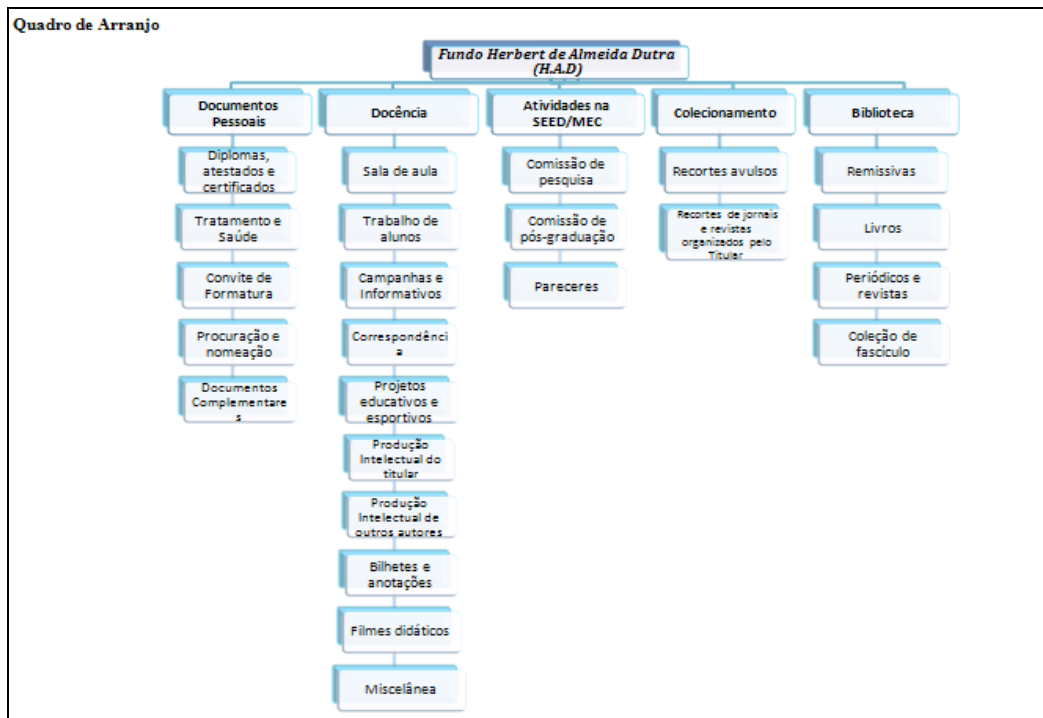 Quadro de Arranjo
Fundo Herbert de Almeida Dutra
(H.A.D)
Documentos
Pessoais
Diplomas,
atestados e
certificados
Tratamento e
Saúde
Convite de
Formatura
Procuração e
nomeação
Documentos
Complementare
s
Docência
Sala de aula
Trabalho de
alunos
Campanhas e
Informativos
Correspondênci
a
Projetos
educativos e
esportivos
Produção
Intelectual do
titular
Produção
Intelectual de
outros autores
Bilhetes e
anotações
Filmes didáticos
Miscelânea
Atividades na
SEED/MEC
Comissão de
pesquisa
Comissão de
pós-graduação
Pareceres
Colecionamento
Recortes avulsos
Recortes de jornais
e revistas
organizados pelo
Titular
Biblioteca
Remissivas
Livros
Periódicos e
revistas
Coleção de
fascículo